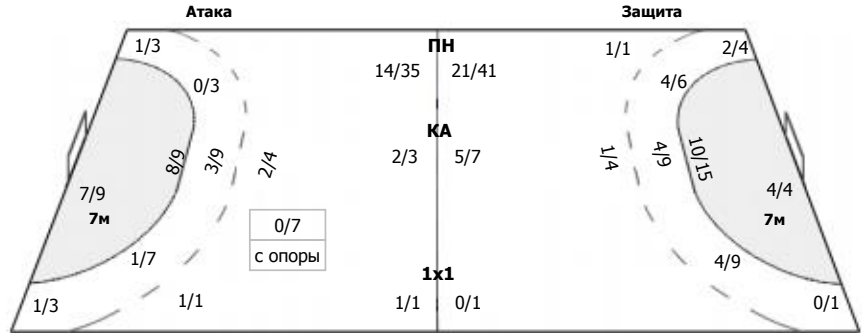 Атака Защита
1/3 ПН 1/1 2/4
0/3 14/35 21/41 4/6
КА
8/9 3/9 2/4 2/3 5/7 1/4 4/9 10/15
7/9 4/4
7м 7м
0/7
с опоры
1/7 4/9
1x1
1/3 1/1 1/1 0/1 0/1